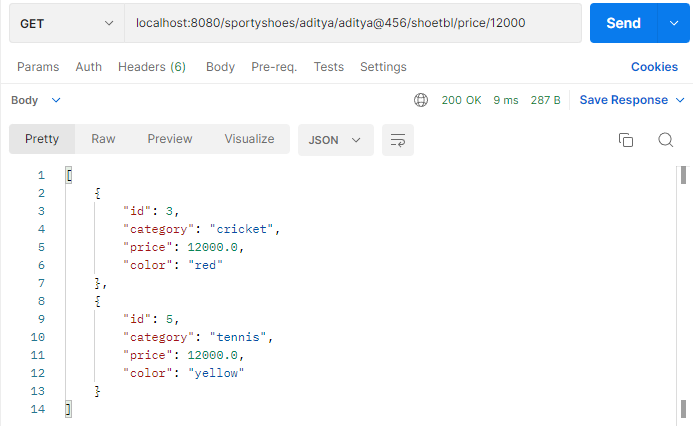 GET localhost:8080/sportyshoes/aditya/aditya@456/shoetbl/price/12000 Send
Params Auth Headers (6) Body Pre-req. Tests Settings Cookies
Body 200 OK 9 ms 287 B Save Response
Pretty Raw Preview Visualize JSON
1 [
2 {
3 "id": 3,
4 "category": "cricket",
5 "price": 12000.0,
6 "color": "red"
7 },
8 {
9 "id": 5,
10 "category": "tennis",
11 "price": 12000.0,
12 "color": "yellow"
13 }
14 ]